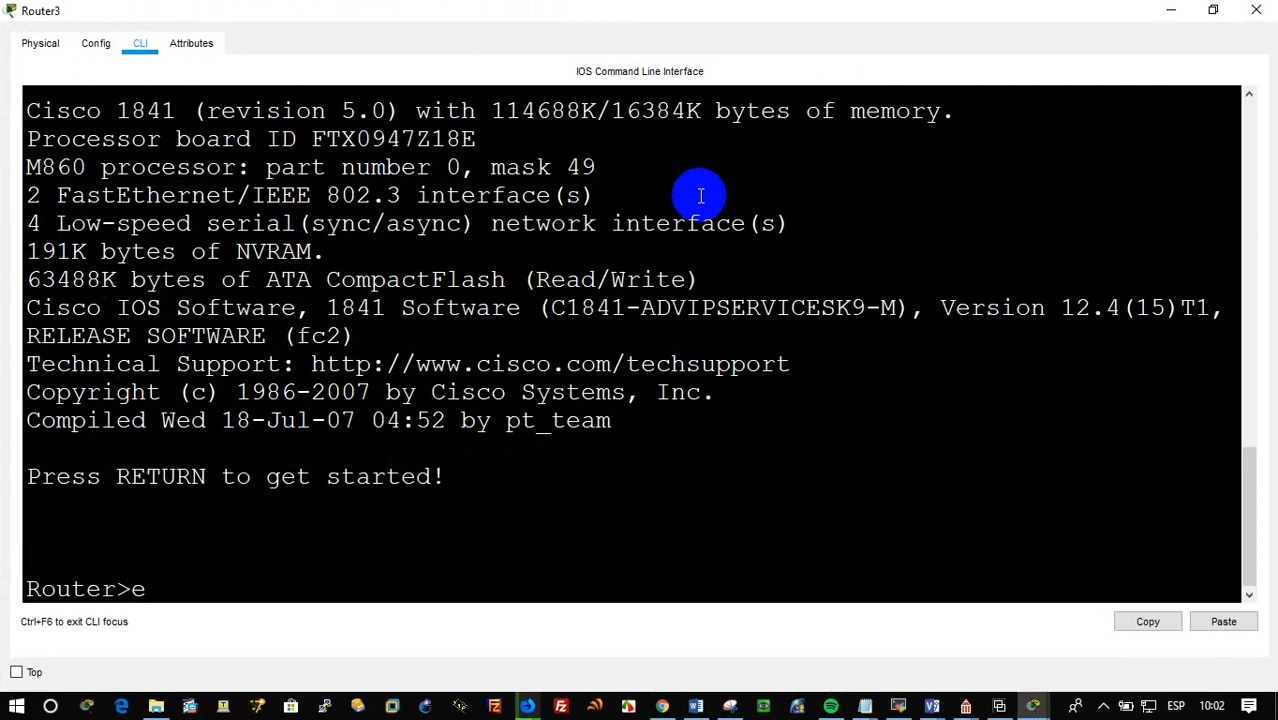 Router3
Physical Config CLI Attributes
IOS Command Line Interface
Cisco 1841 (revision 5.0) with 114688K/16384K bytes of memory.
Processor board ID FTX0947Z18E
M860 processor: part number 0, mask 49
2 FastEthernet/IEEE 802.3 interface(s)
4 Low-speed serial(sync/async) network interface(s)
191K bytes of NVRAM.
63488K bytes of ATA CompactFlash (Read/Write)
Cisco IOS Software, 1841 Software (C1841-ADVIPSERVICESK9-M), Version 12.4(15)T1,
RELEASE SOFTWARE (fc2)
Technical Support: http://www.cisco.com/techsupport
Copyright (c) 1986-2007 by Cisco Systems, Inc.
Compiled Wed 18-Jul-07 04:52 by pt_team
Press RETURN to get started!
Router>e
Ctrl+F6 to exit CLI focus
Copy Paste
Top
ESP 10:02